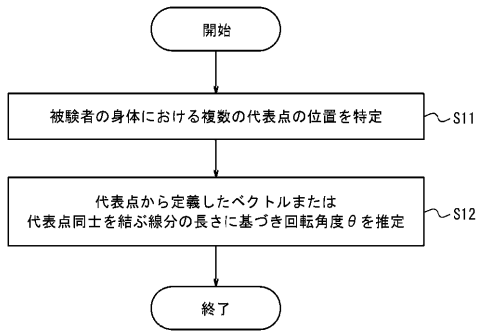 開始
被験者の身体における複数の代表点の位置を特定
S11
代表点から定義したベクトルまたは
代表点同士を結ぶ線分の長さに基づき回転角度θを推定
S12
終了